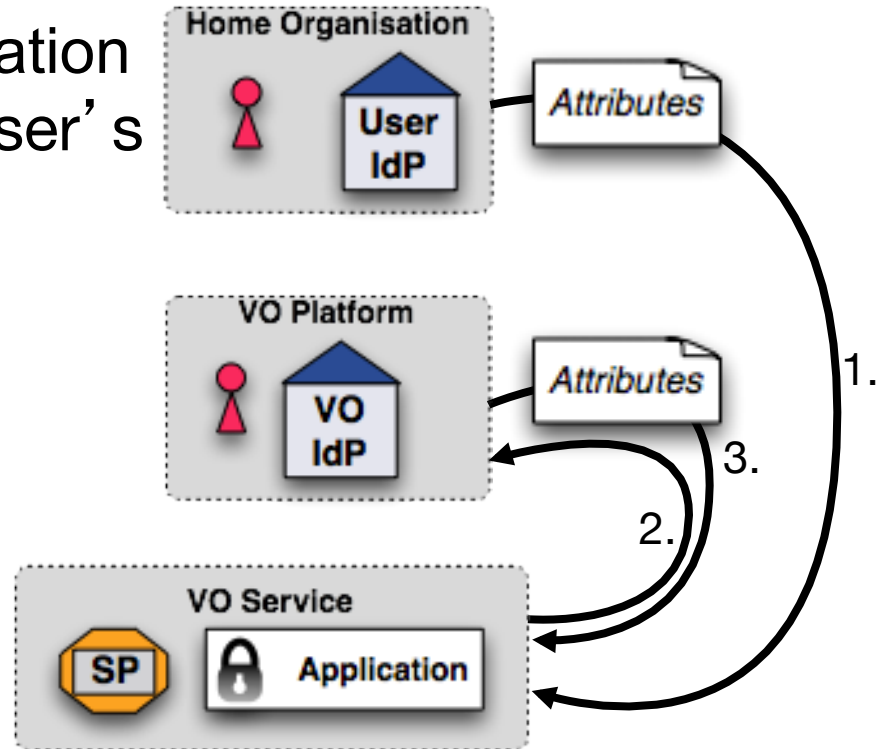 ation
ser’s
Home Organisation
User
IdP
Attributes
VO Platform
VO
IdP
Attributes
1.
3.
2.
VO Service
SP
Application